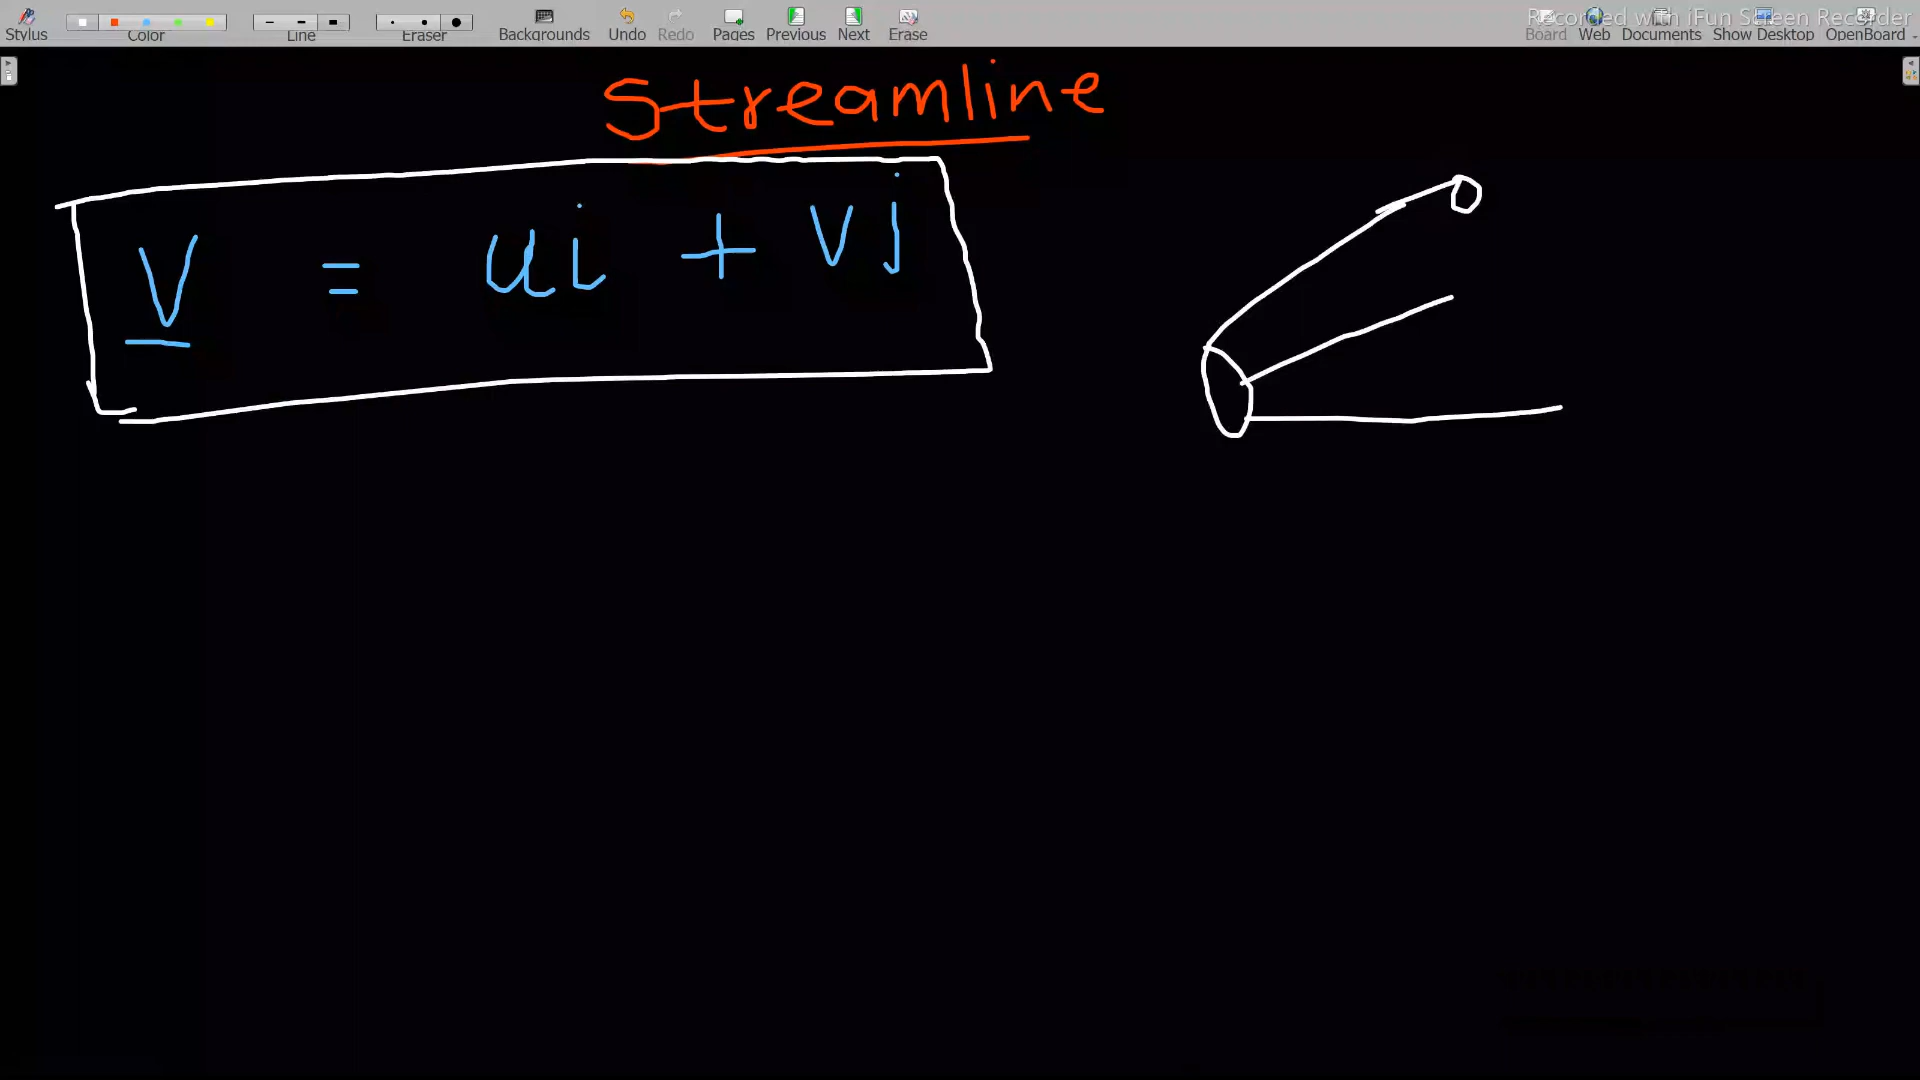 Recorded with iFun Screen Recorder
Stylus Color Line Eraser Backgrounds Undo Redo Pages Previous Next Erase Board Web Documents Show Desktop OpenBoard
Streamline
V = ui + vj